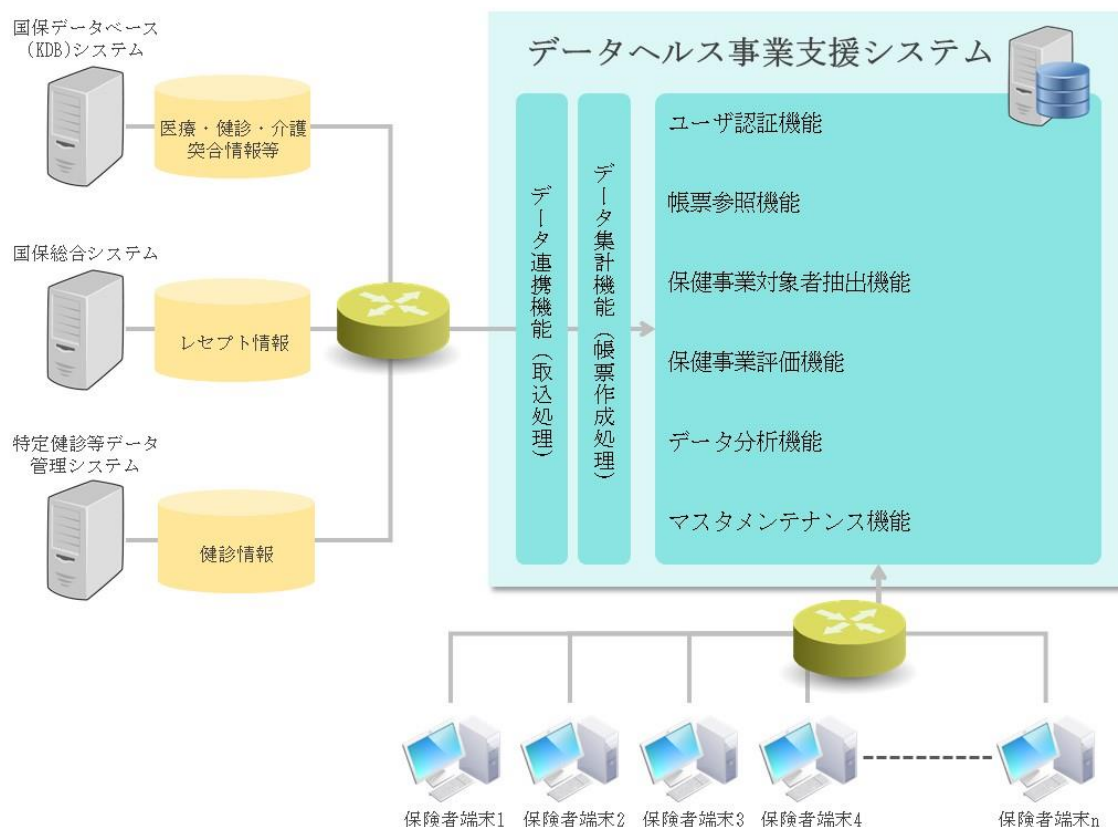 国保データベース
(KDB)システム
医療・健診・介護
突合情報等
国保総合システム
レセプト情報
特定健診等データ
管理システム
健診情報
データヘルス事業支援システム
データ連携機能（取込処理）
データ集計機能（帳票作成処理）
ユーザ認証機能
帳票参照機能
保健事業対象者抽出機能
保健事業評価機能
データ分析機能
マスタメンテナンス機能
保険者端末1
保険者端末2
保険者端末3
保険者端末4
保険者端末n